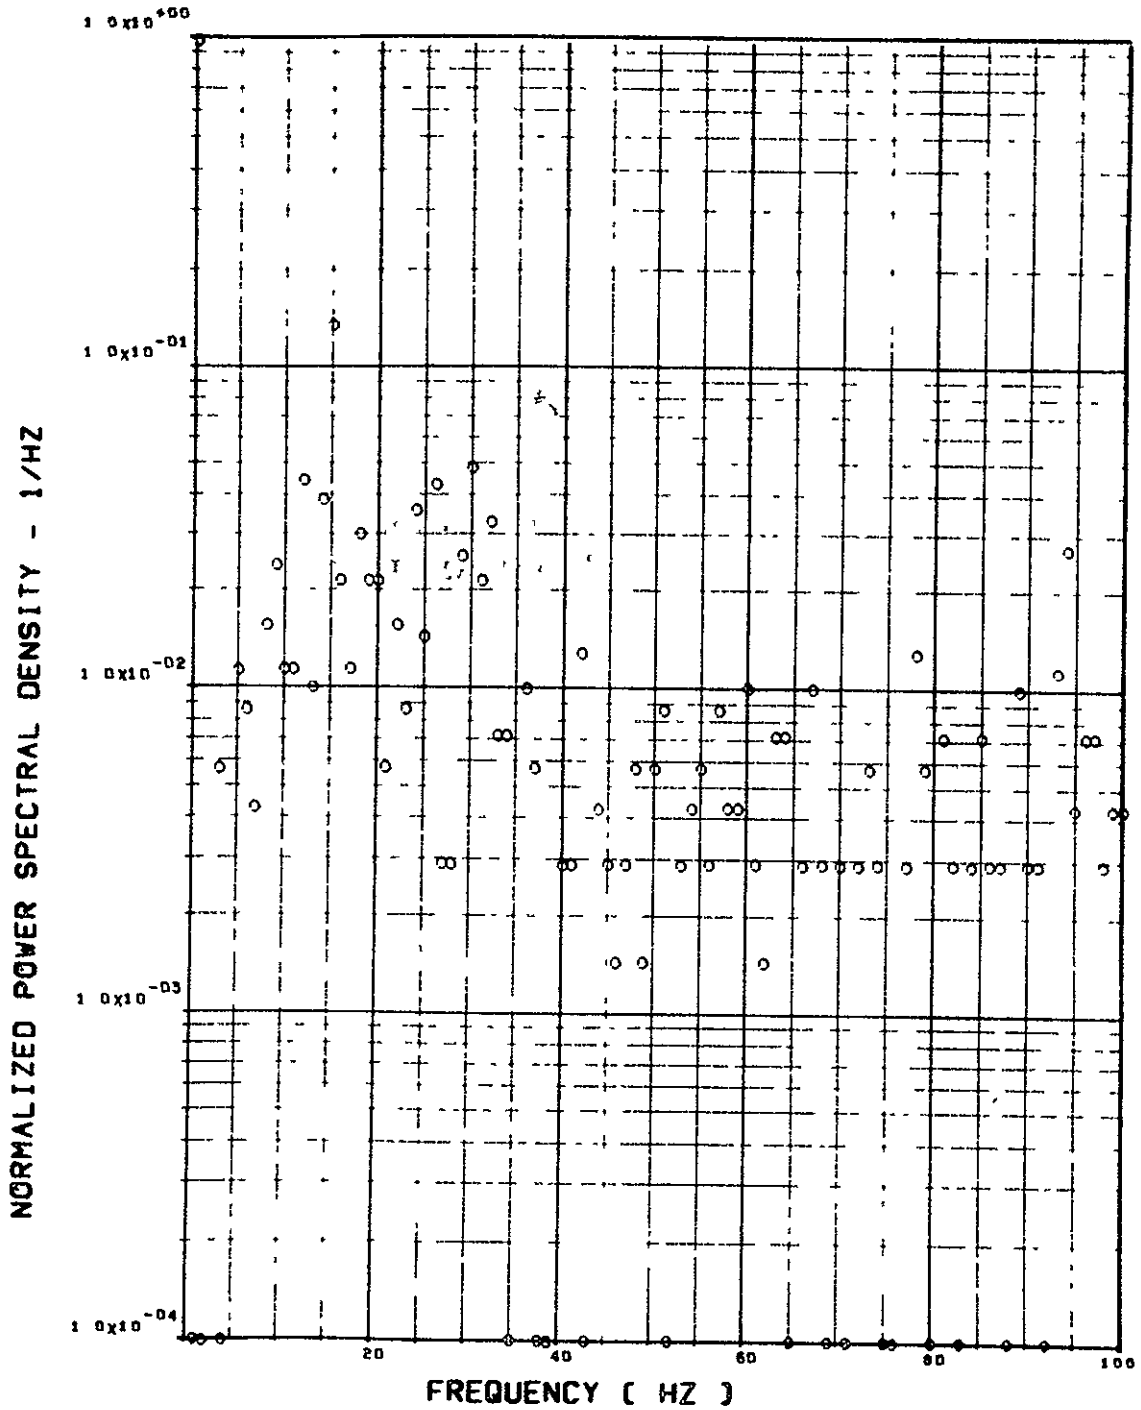 1 0x10+00
1 0x10-01
1 0x10-02
1 0x10-03
1 0x10-04
NORMALIZED POWER SPECTRAL DENSITY - 1/HZ
20 40 60 80 100
FREQUENCY ( HZ )